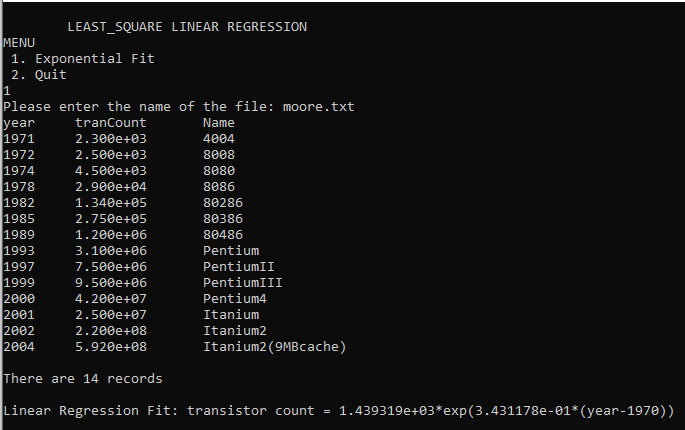 LEAST_SQUARE LINEAR REGRESSION
MENU
1. Exponential Fit
2. Quit
1
Please enter the name of the file: moore.txt
year tranCount Name
1971 2.300e+03 4004
1972 2.500e+03 8008
1974 4.500e+03 8080
1978 2.900e+04 8086
1982 1.340e+05 80286
1985 2.750e+05 80386
1989 1.200e+06 80486
1993 3.100e+06 Pentium
1997 7.500e+06 PentiumII
1999 9.500e+06 PentiumIII
2000 4.200e+07 Pentium4
2001 2.500e+07 Itanium
2002 2.200e+08 Itanium2
2004 5.920e+08 Itanium2(9MBcache)
There are 14 records
Linear Regression Fit: transistor count = 1.439319e+03*exp(3.431178e-01*(year-1970))